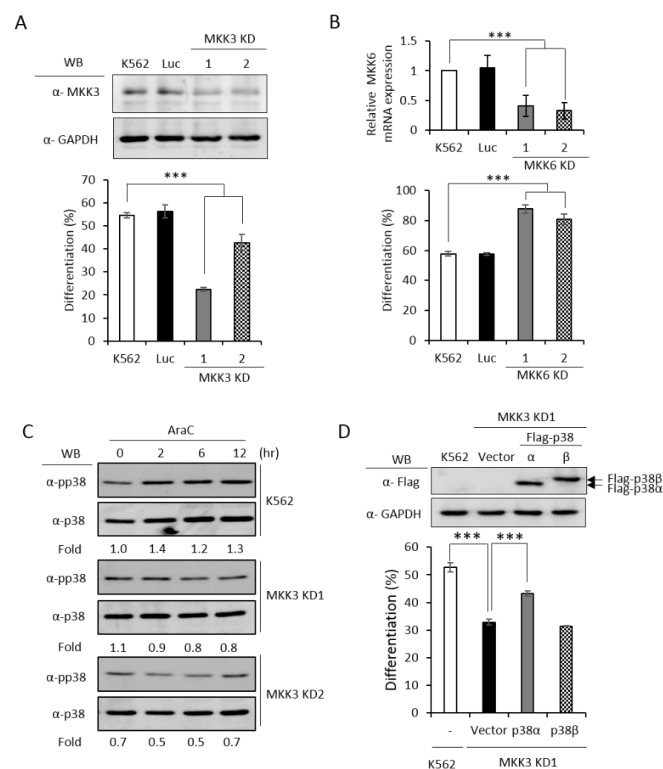 A
MKK3 KD
WB K562 Luc 1 2
α- MKK3
α- GAPDH
Differentiation (%)
70
60
50
40
30
20
10
0
***
K562 Luc 1 2
MKK3 KD
B
Relative MKK6
mRNA expression
1.5
1
0.5
0
***
K562 Luc 1 2
MKK6 KD
Differentiation (%)
100
80
60
40
20
0
***
K562 Luc 1 2
MKK6 KD
C
AraC
WB 0 2 6 12 (hr)
α-pp38
α-p38
K562
Fold 1.0 1.4 1.2 1.3
α-pp38
α-p38
MKK3 KD1
Fold 1.1 0.9 0.8 0.8
α-pp38
α-p38
MKK3 KD2
Fold 0.7 0.5 0.5 0.7
D
MKK3 KD1
Flag-p38
WB K562 Vector α β
α- Flag
Flag-p38β
Flag-p38α
α- GAPDH
Differentiation (%)
60
50
40
30
20
10
0
*** ***
- Vector p38α p38β
K562 MKK3 KD1